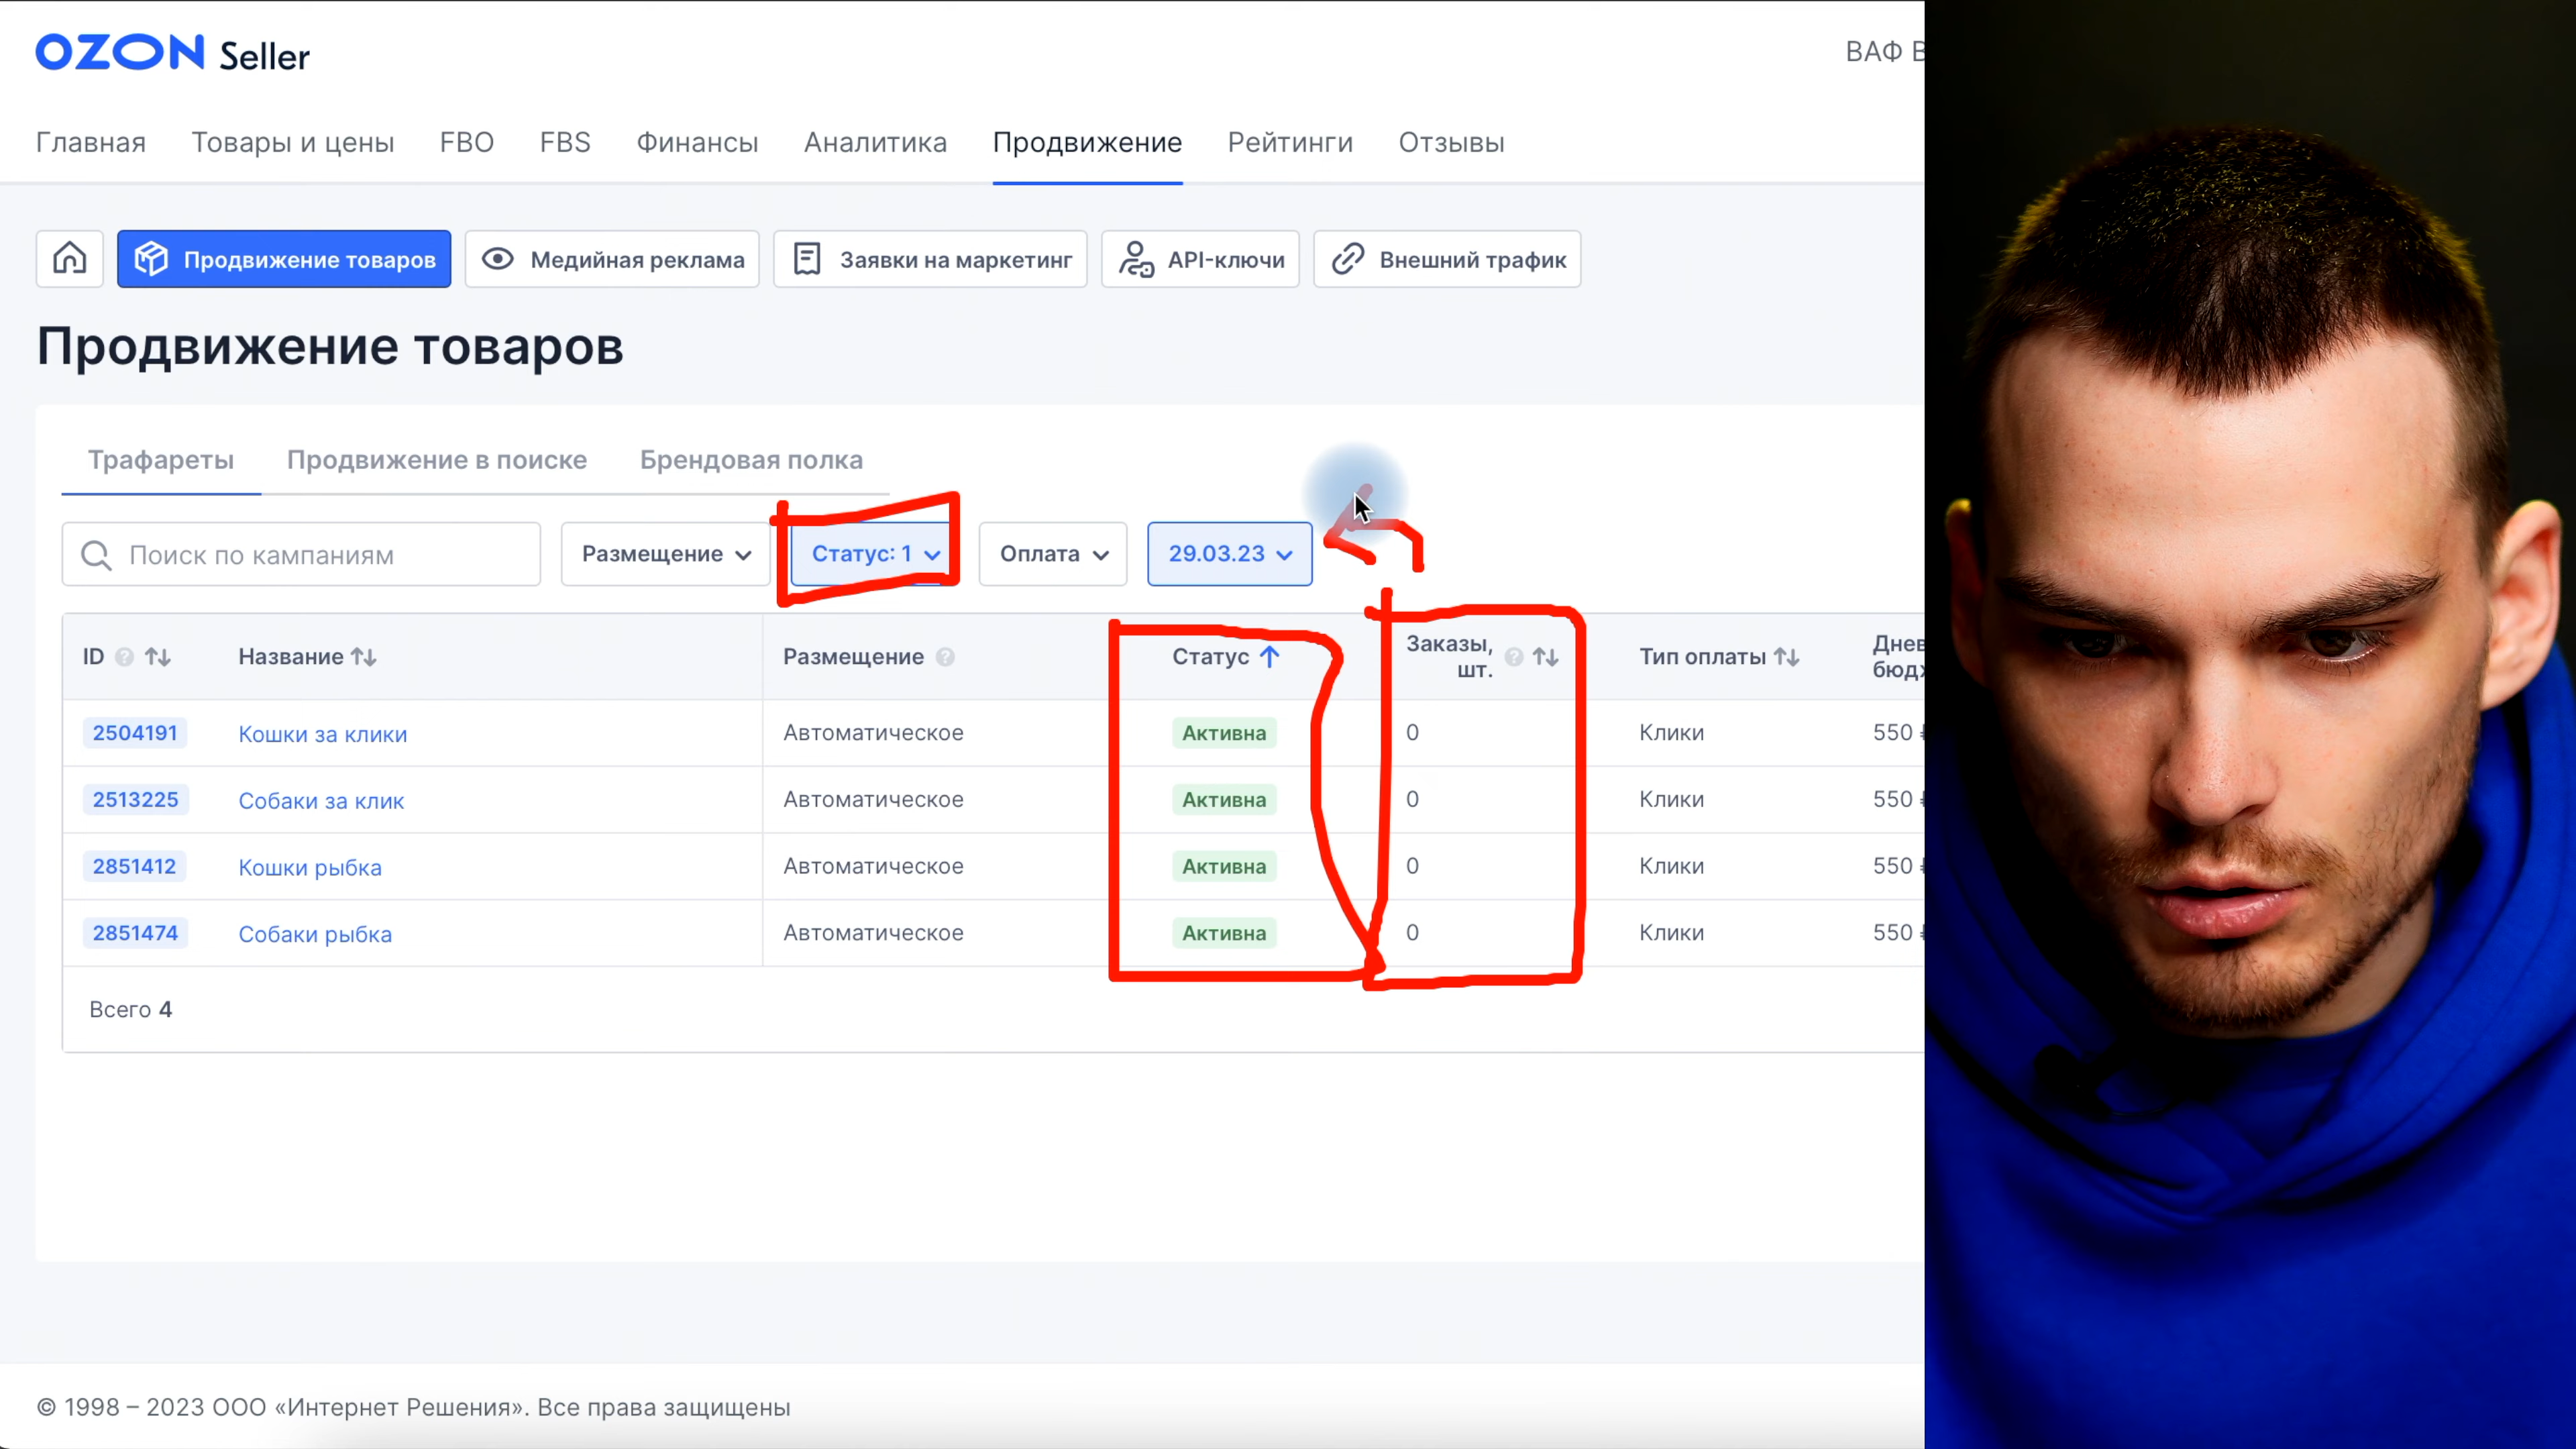 OZON Seller
ВАФ В
Главная Товары и цены FBO FBS Финансы Аналитика Продвижение Рейтинги Отзывы
Продвижение товаров Медийная реклама Заявки на маркетинг API-ключи Внешний трафик
Продвижение товаров
Трафареты Продвижение в поиске Брендовая полка
Поиск по кампаниям Размещение Статус: 1 Оплата 29.03.23
ID Название Размещение Статус Заказы, шт. Тип оплаты Днев бюдж
2504191 Кошки за клики Автоматическое Активна 0 Клики 550 ₽
2513225 Собаки за клик Автоматическое Активна 0 Клики 550 ₽
2851412 Кошки рыбка Автоматическое Активна 0 Клики 550 ₽
2851474 Собаки рыбка Автоматическое Активна 0 Клики 550 ₽
Всего 4
© 1998 – 2023 ООО «Интернет Решения». Все права защищены